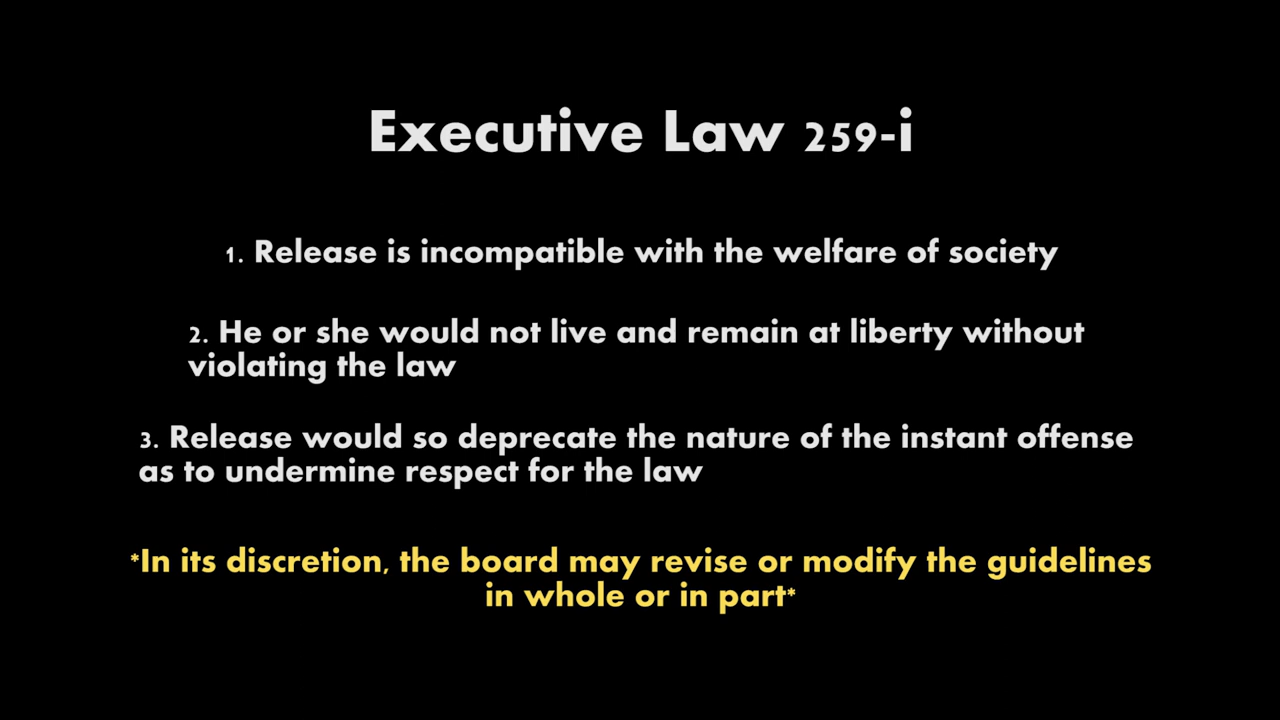 Executive Law 259-i
1. Release is incompatible with the welfare of society
2. He or she would not live and remain at liberty without
violating the law
3. Release would so deprecate the nature of the instant offense
as to undermine respect for the law
*In its discretion, the board may revise or modify the guidelines
in whole or in part*